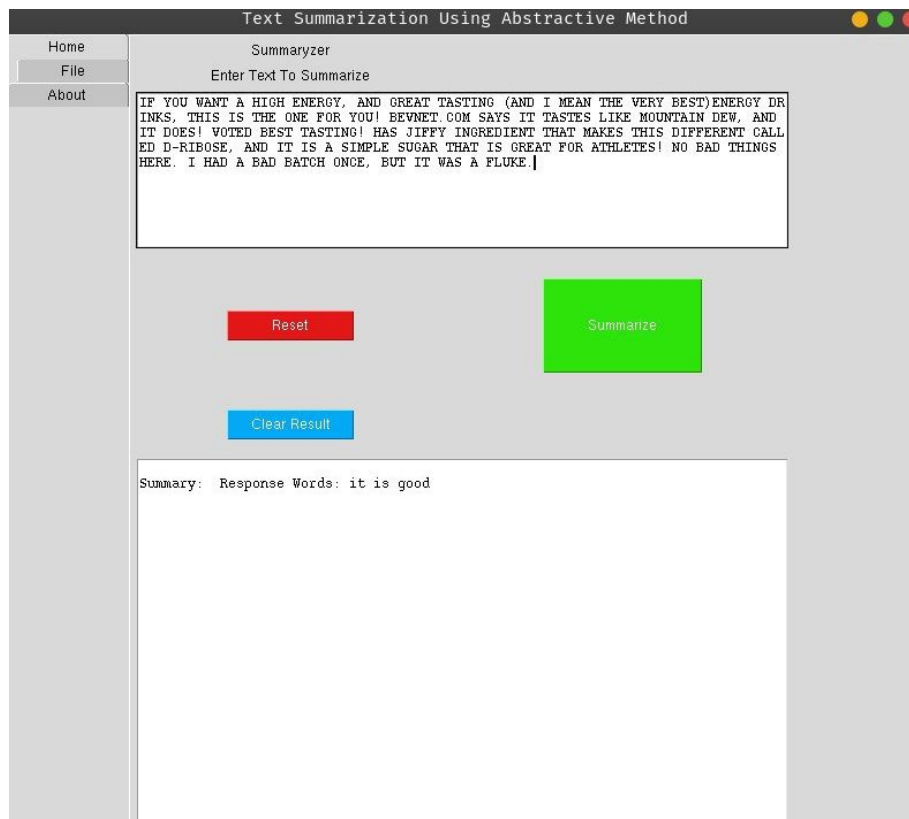 Text Summarization Using Abstractive Method
Home
File
About
Summaryzer
Enter Text To Summarize
IF YOU WANT A HIGH ENERGY, AND GREAT TASTING (AND I MEAN THE VERY BEST)ENERGY DR
INKS, THIS IS THE ONE FOR YOU! BEVNET.COM SAYS IT TASTES LIKE MOUNTAIN DEW, AND
IT DOES! VOTED BEST TASTING! HAS JIFFY INGREDIENT THAT MAKES THIS DIFFERENT CALL
ED D-RIBOSE, AND IT IS A SIMPLE SUGAR THAT IS GREAT FOR ATHLETES! NO BAD THINGS
HERE. I HAD A BAD BATCH ONCE, BUT IT WAS A FLUKE.
Reset
Summarize
Clear Result
Summary:  Response Words: it is good